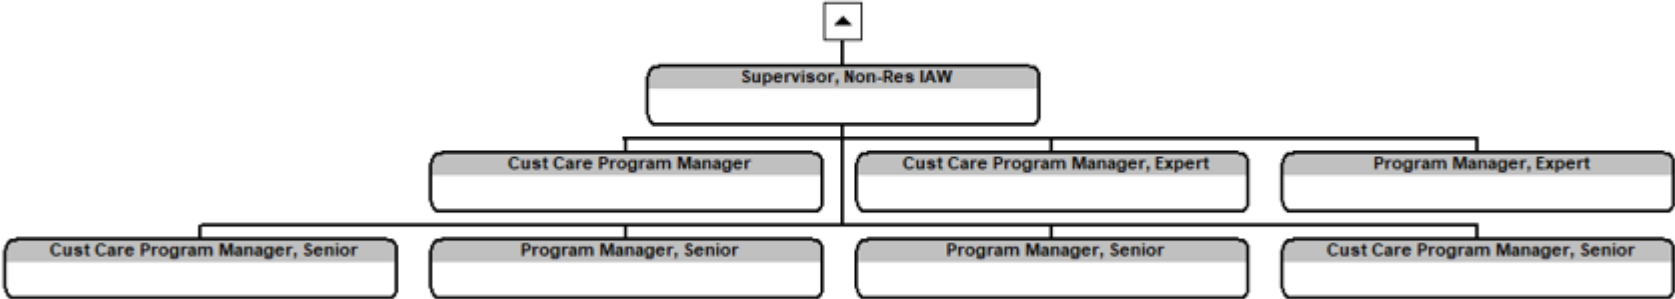 Supervisor, Non-Res IAW
Cust Care Program Manager
Cust Care Program Manager, Expert
Program Manager, Expert
Cust Care Program Manager, Senior
Program Manager, Senior
Program Manager, Senior
Cust Care Program Manager, Senior